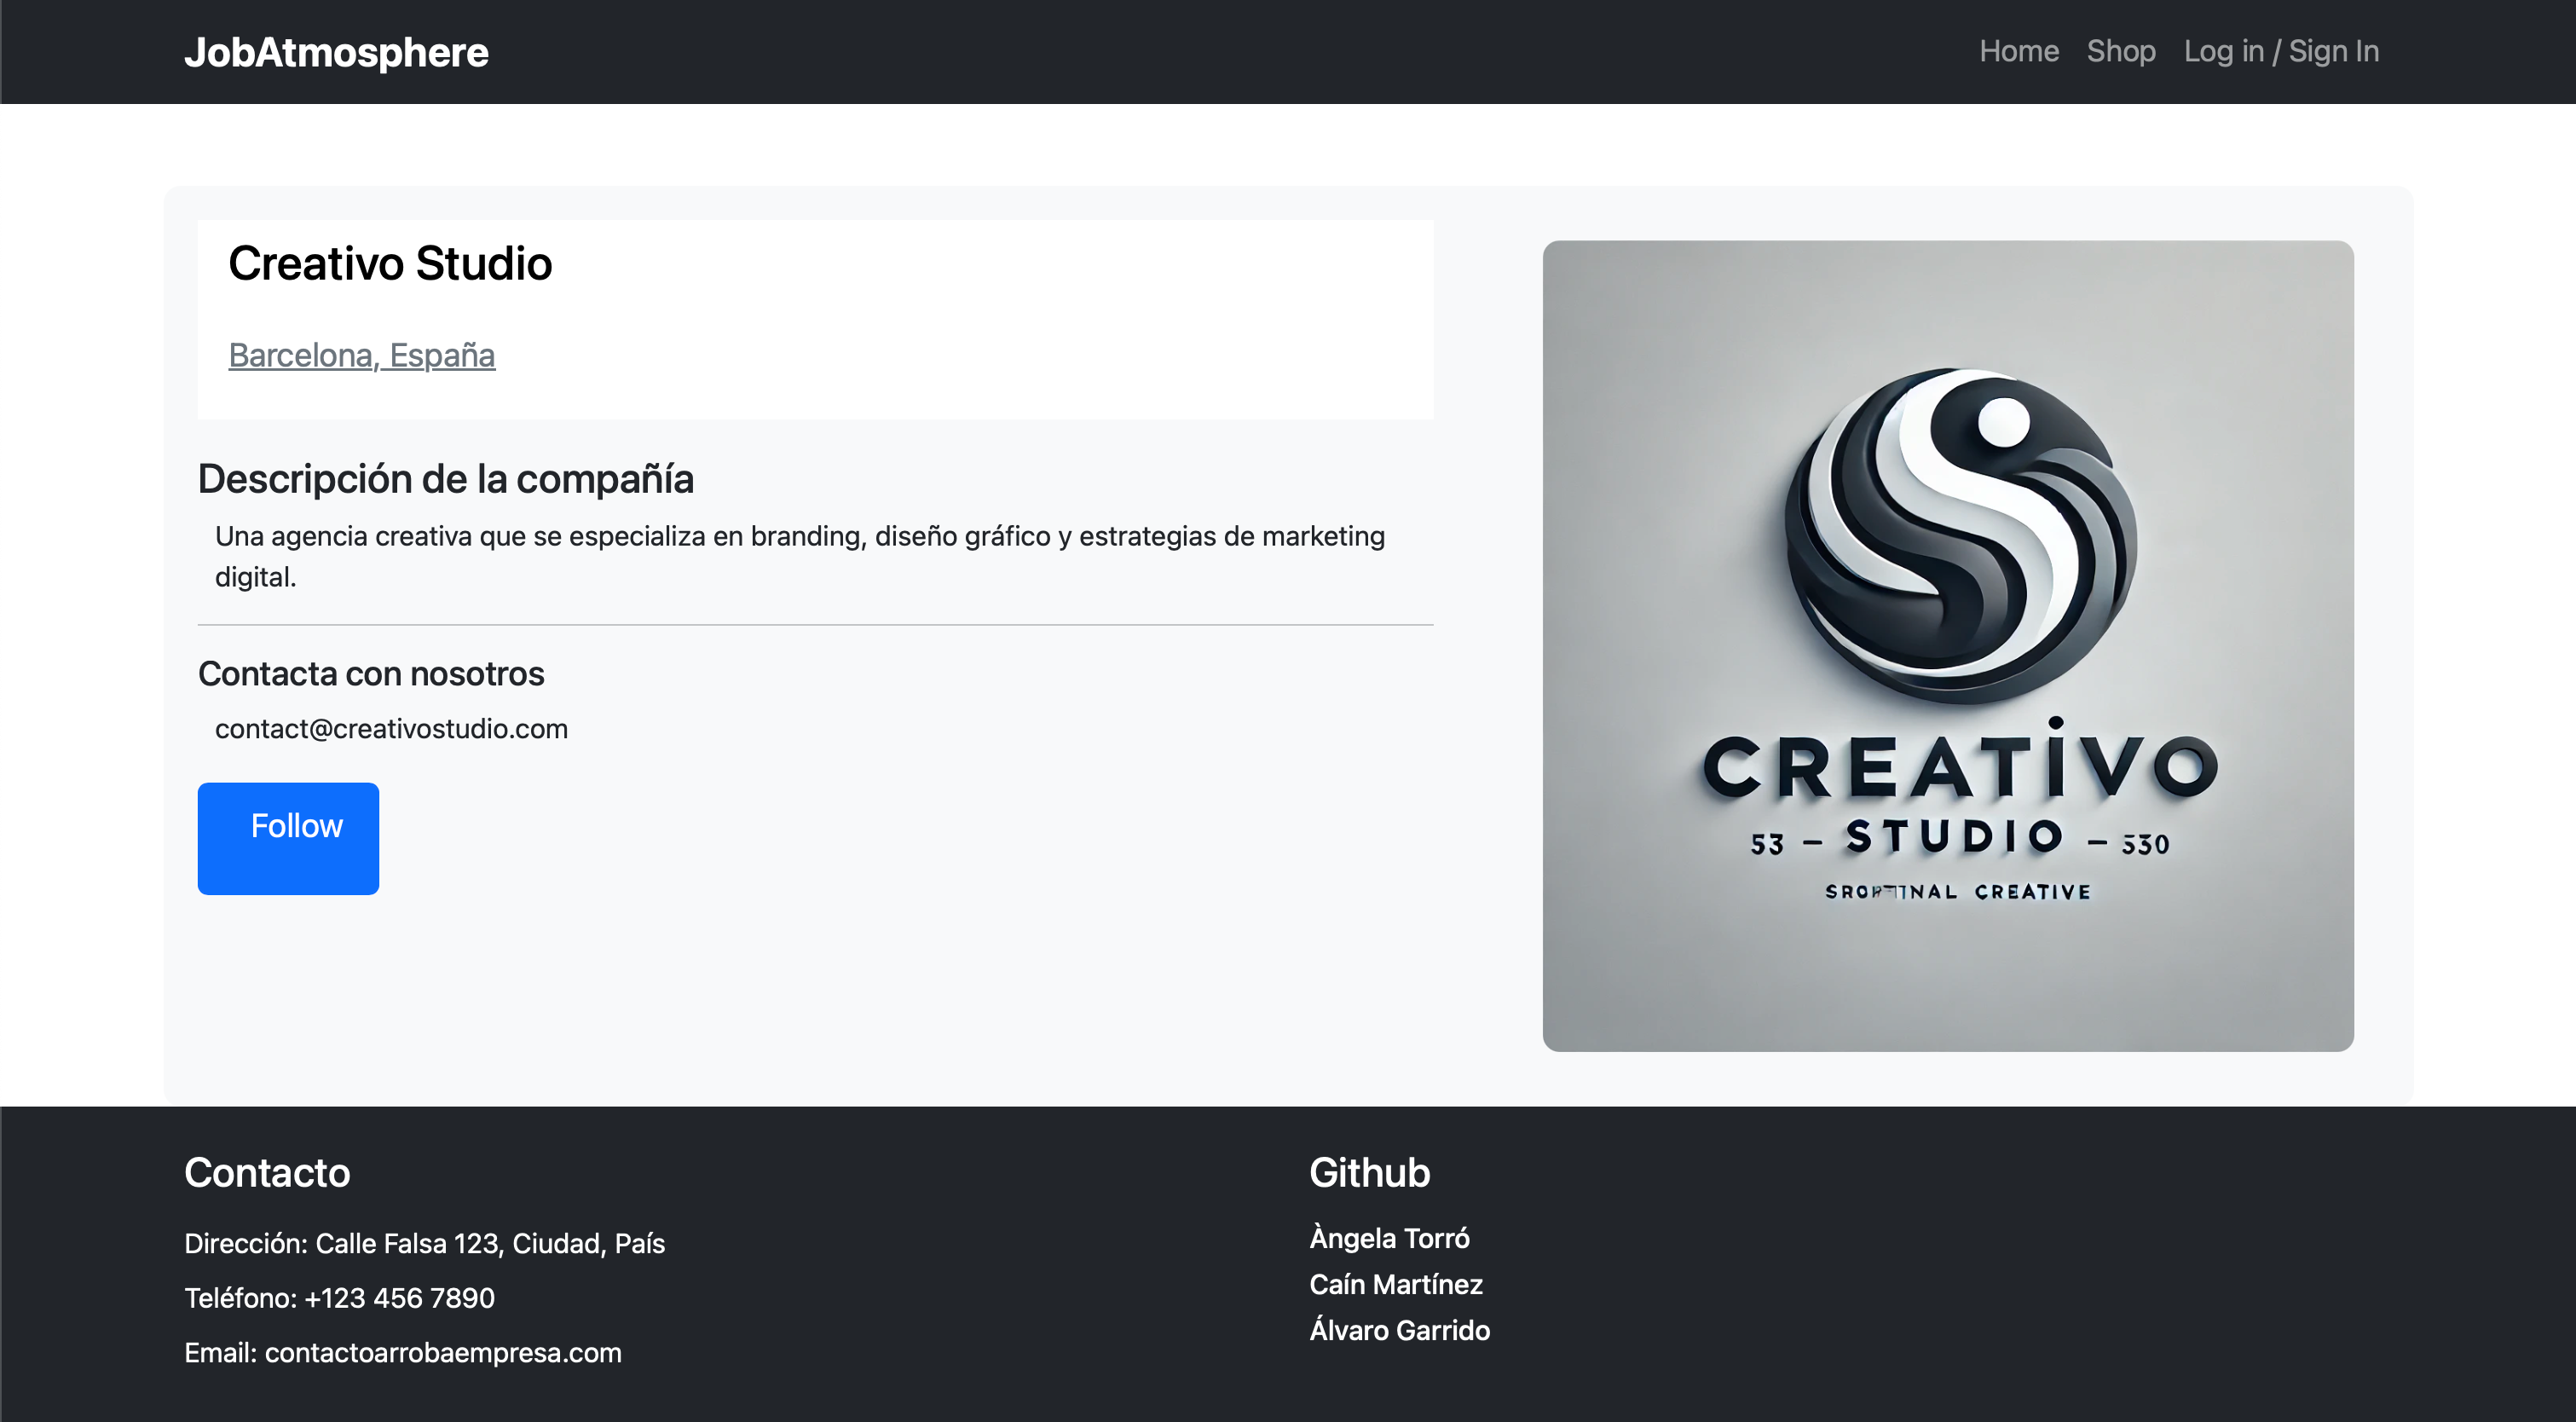 JobAtmosphere
Home Shop Log in / Sign In
Creativo Studio
Barcelona, España
Descripción de la compañía
Una agencia creativa que se especializa en branding, diseño gráfico y estrategias de marketing
digital.
Contacta con nosotros
contact@creativostudio.com
Follow
CREATIVO
53 – STUDIO – 530
CREATIVE
Contacto
Dirección: Calle Falsa 123, Ciudad, País
Teléfono: +123 456 7890
Email: contactoarrobaempresa.com
Github
Àngela Torró
Caín Martínez
Álvaro Garrido